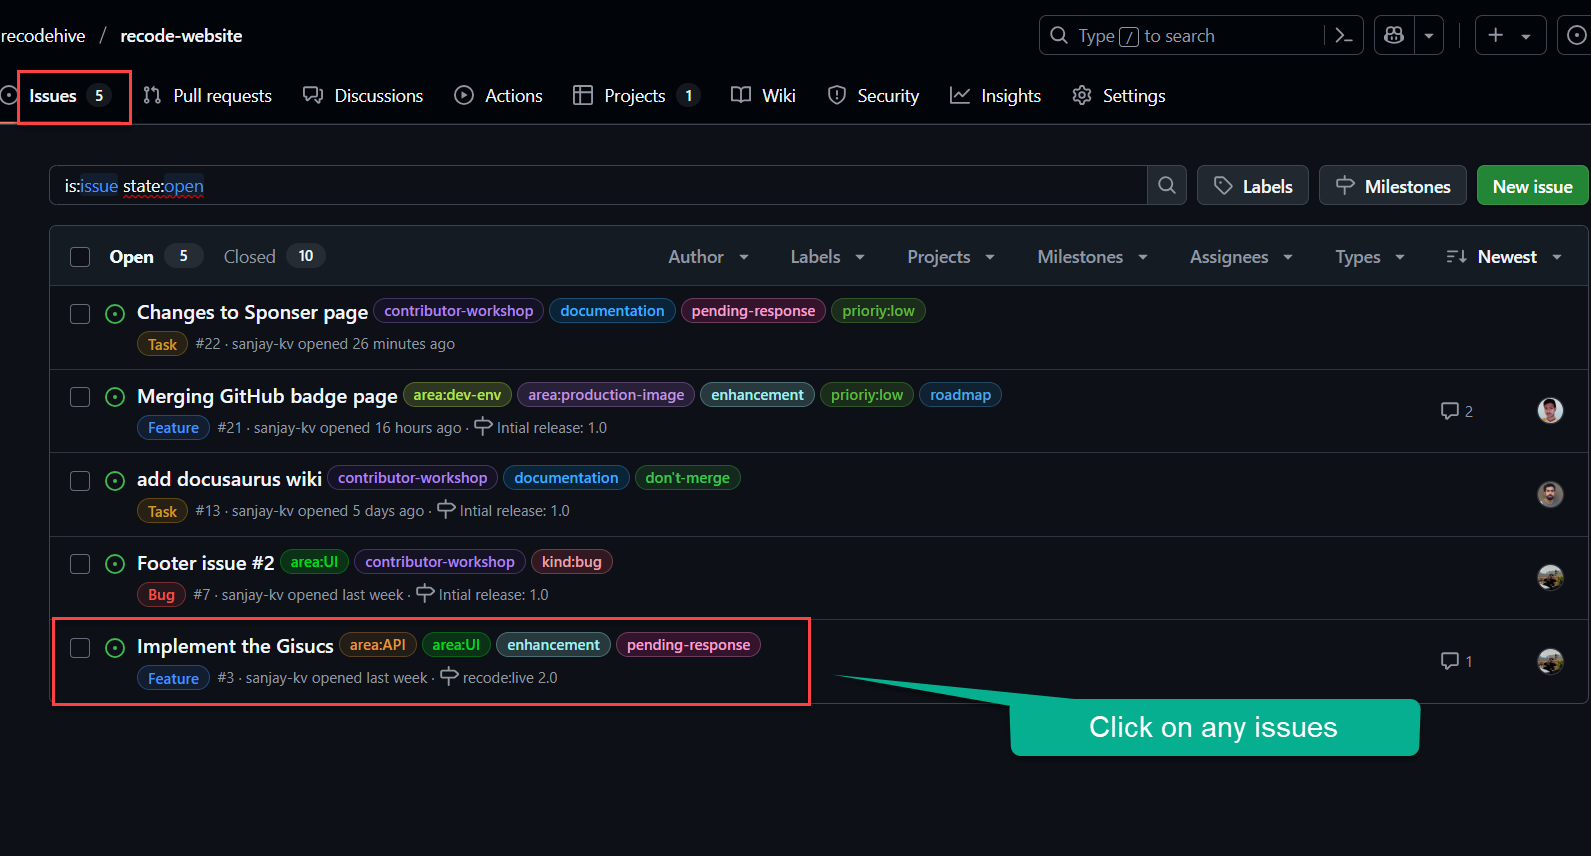 recodehive / recode-website
Type / to search
Issues 5 Pull requests Discussions Actions Projects 1 Wiki Security Insights Settings
is:issue state:open
Labels Milestones New issue
Open 5 Closed 10 Author Labels Projects Milestones Assignees Types Newest
Changes to Sponser page contributor-workshop documentation pending-response prioriy:low
Task #22 · sanjay-kv opened 26 minutes ago
Merging GitHub badge page area:dev-env area:production-image enhancement prioriy:low roadmap
Feature #21 · sanjay-kv opened 16 hours ago · Intial release: 1.0
2
add docusaurus wiki contributor-workshop documentation don't-merge
Task #13 · sanjay-kv opened 5 days ago · Intial release: 1.0
Footer issue #2 area:UI contributor-workshop kind:bug
Bug #7 · sanjay-kv opened last week · Intial release: 1.0
Implement the Gisucs area:API area:UI enhancement pending-response
Feature #3 · sanjay-kv opened last week · recode:live 2.0
1
Click on any issues